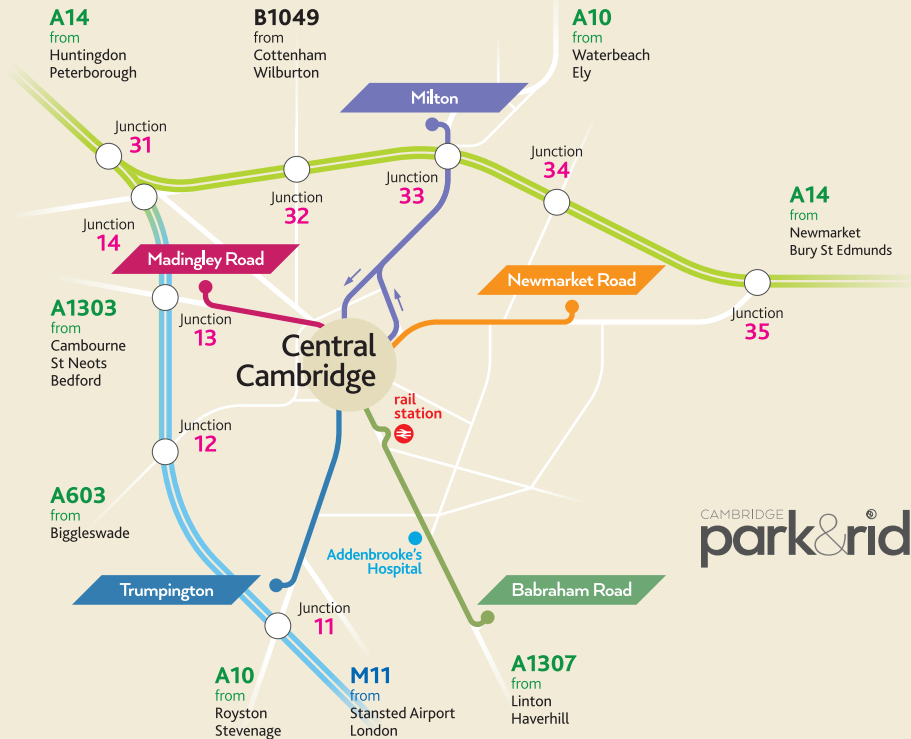 A14
from
Huntingdon
Peterborough
B1049
from
Cottenham
Wilburton
A10
from
Waterbeach
Ely
Milton
Junction
31
Junction
32
Junction
33
Junction
34
Junction
14
A14
from
Newmarket
Bury St Edmunds
Madingley Road
Newmarket Road
A1303
from
Cambourne
St Neots
Bedford
Junction
13
Junction
35
Central
Cambridge
rail
station
Junction
12
A603
from
Biggleswade
CAMBRIDGE
park&rid
Addenbrooke's
Hospital
Trumpington
Babraham Road
Junction
11
A10
from
Royston
Stevenage
M11
from
Stansted Airport
London
A1307
from
Linton
Haverhill